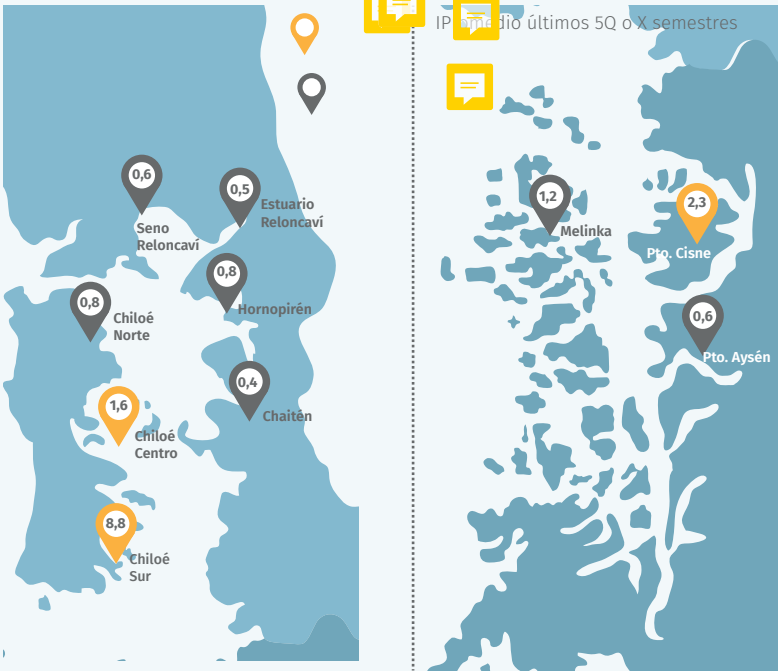 IP promedio últimos 5Q o X semestres
0,6
Seno
Reloncaví
0,5
Estuario
Reloncaví
0,8
Hornopirén
0,8
Chiloé
Norte
0,4
Chaitén
1,6
Chiloé
Centro
8,8
Chiloé
Sur
1,2
Melinka
2,3
Pto. Cisne
0,6
Pto. Aysén